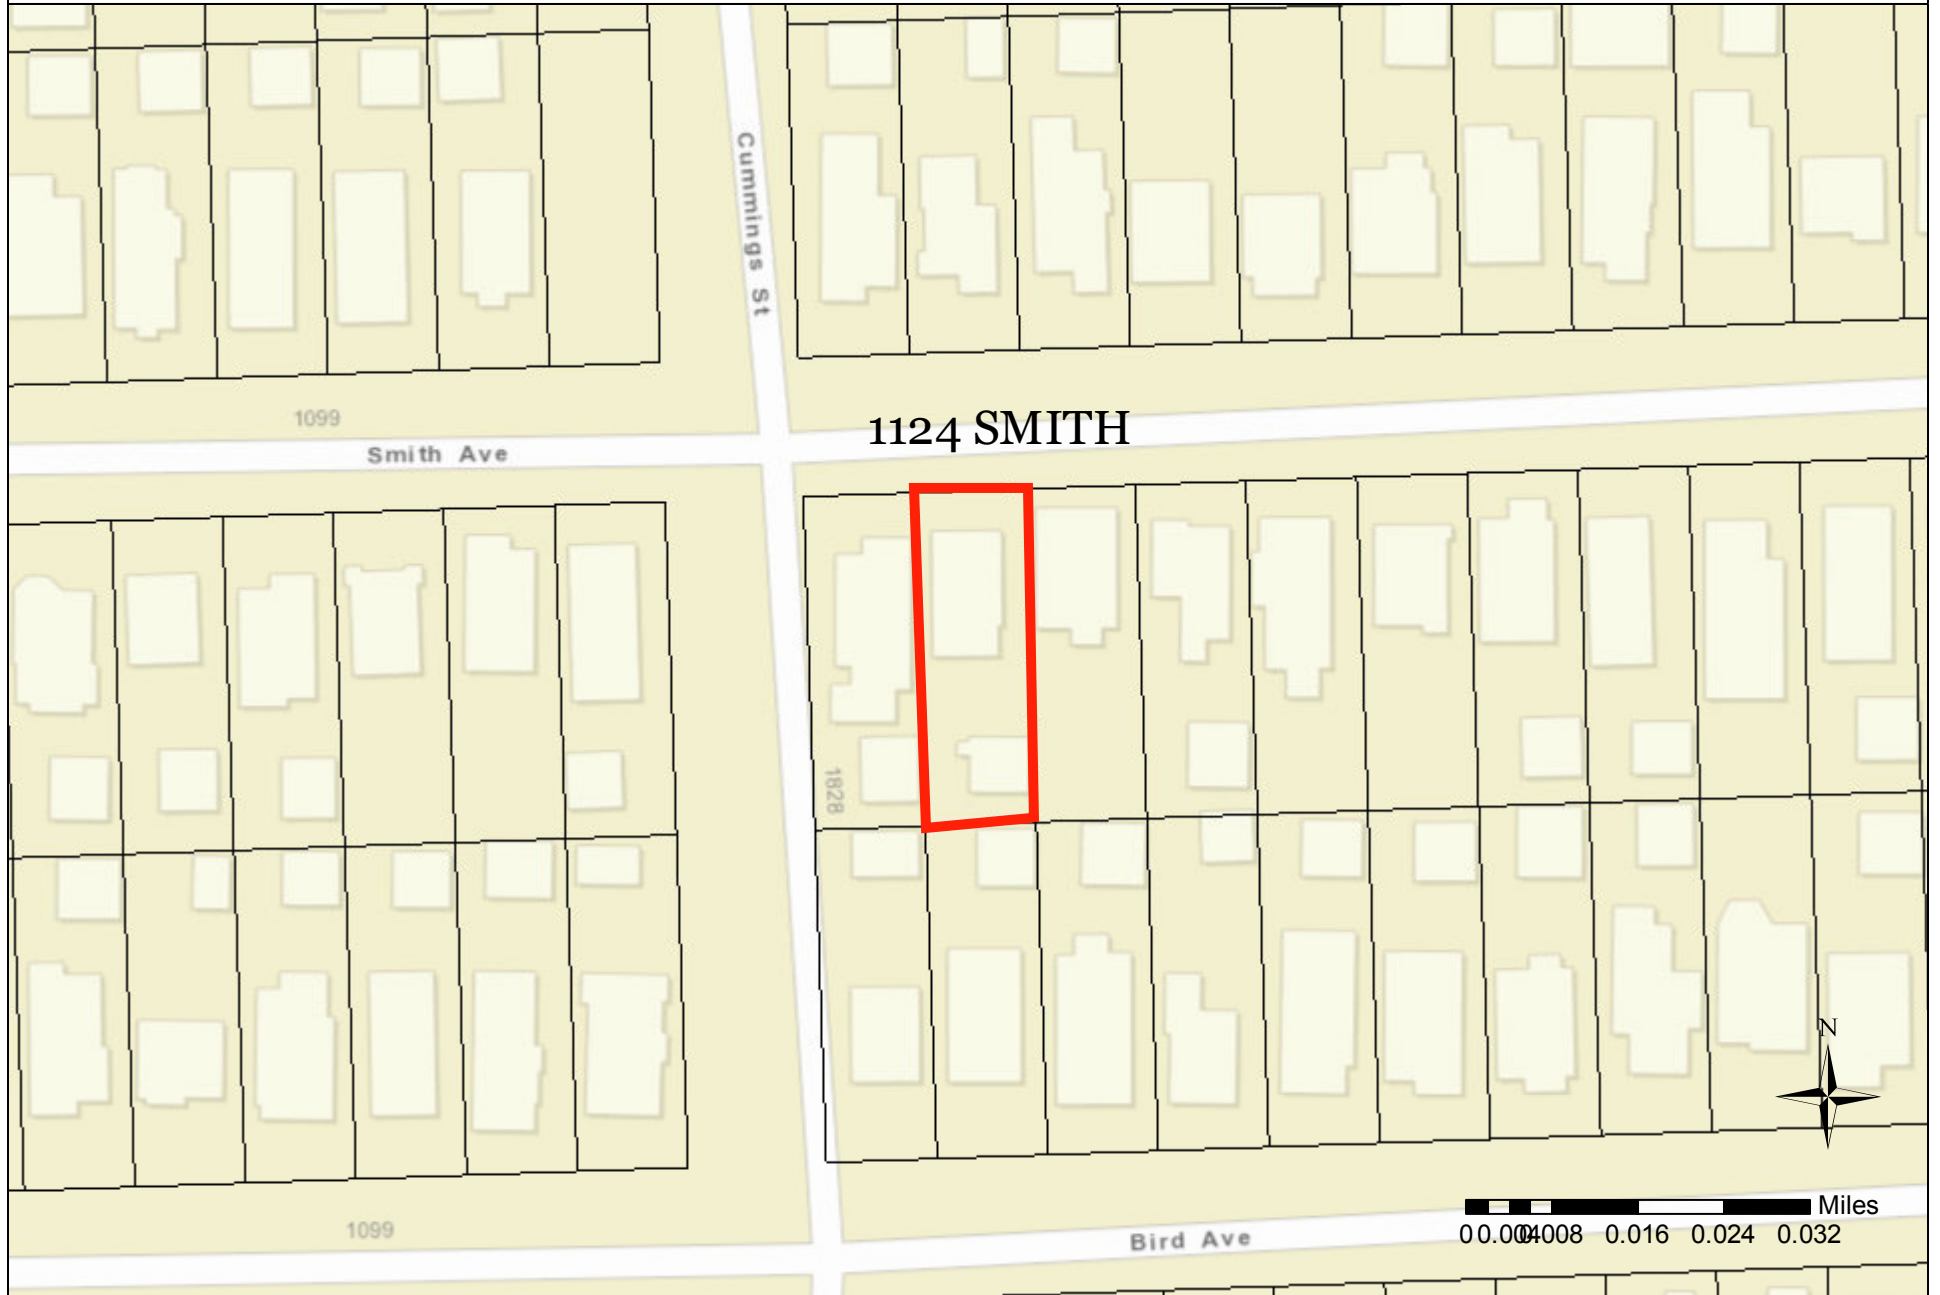 Cummings St
1099
1124 SMITH
Smith Ave
1828
N
Miles
0 0.004 0.008 0.016 0.024 0.032
1099
Bird Ave